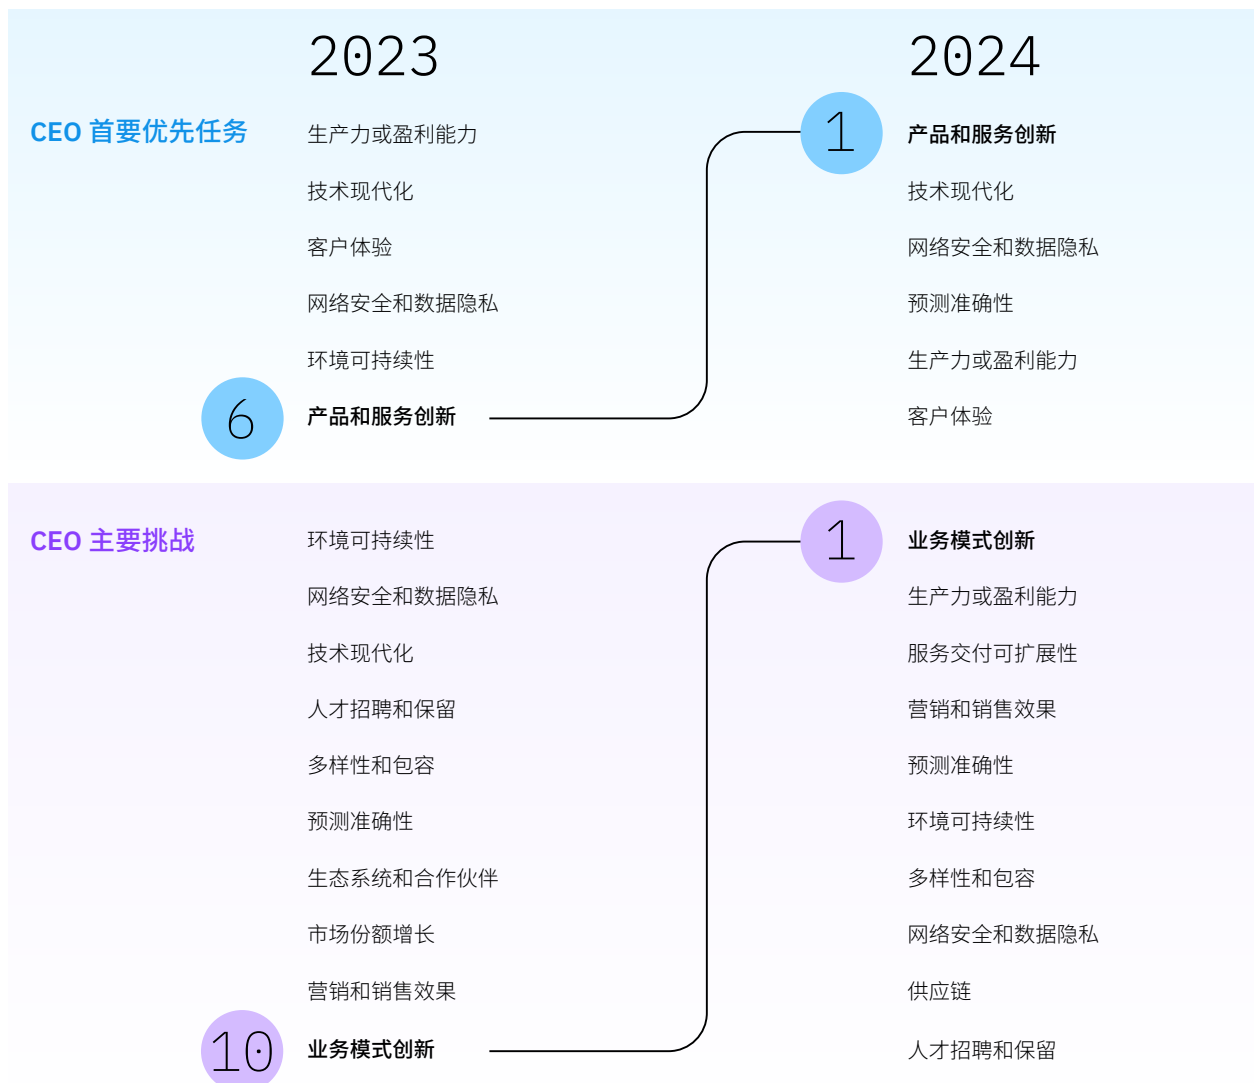 2023 2024
CEO 首要优先任务 生产力或盈利能力 1 产品和服务创新
技术现代化 技术现代化
客户体验 网络安全和数据隐私
网络安全和数据隐私 预测准确性
环境可持续性 生产力或盈利能力
6 产品和服务创新 客户体验
CEO 主要挑战 环境可持续性 1 业务模式创新
网络安全和数据隐私 生产力或盈利能力
技术现代化 服务交付可扩展性
人才招聘和保留 营销和销售效果
多样性和包容 预测准确性
预测准确性 环境可持续性
生态系统和合作伙伴 多样性和包容
市场份额增长 网络安全和数据隐私
营销和销售效果 供应链
10 业务模式创新 人才招聘和保留